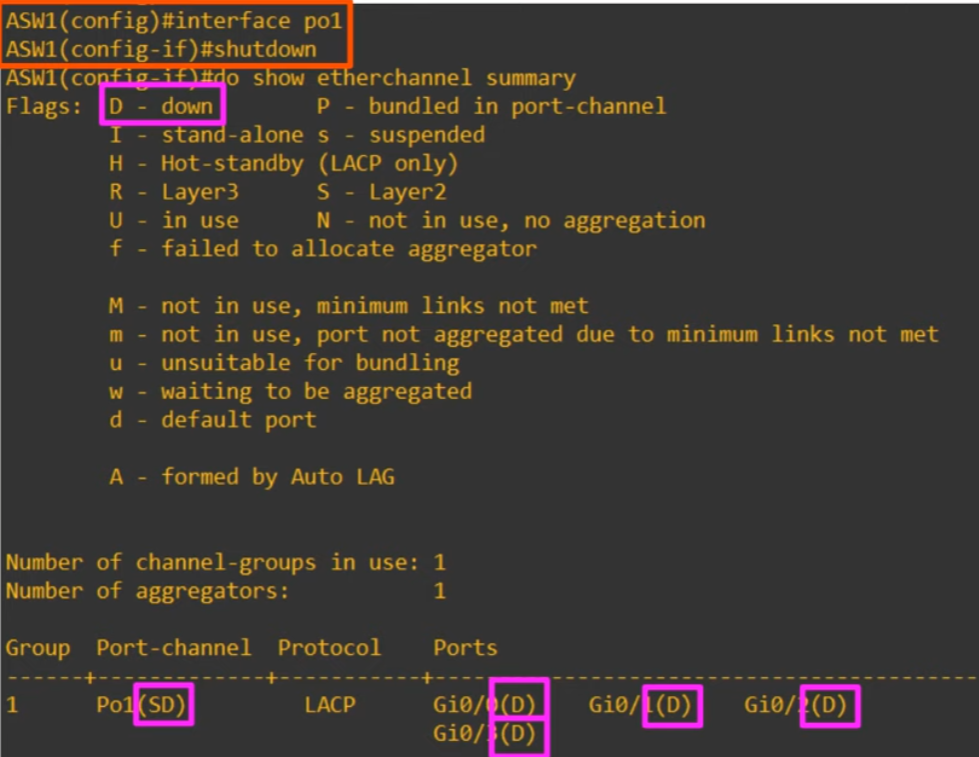 ASW1(config)#interface po1
ASW1(config-if)#shutdown
ASW1(config-if)#do show etherchannel summary
Flags:  D - down        P - bundled in port-channel
        I - stand-alone s - suspended
        H - Hot-standby (LACP only)
        R - Layer3      S - Layer2
        U - in use      N - not in use, no aggregation
        f - failed to allocate aggregator
        M - not in use, minimum links not met
        m - not in use, port not aggregated due to minimum links not met
        u - unsuitable for bundling
        w - waiting to be aggregated
        d - default port
        A - formed by Auto LAG
Number of channel-groups in use: 1
Number of aggregators:           1
Group  Port-channel  Protocol    Ports
------+-------------+-----------+-----------------------------------------
1      Po1(SD)         LACP      Gi0/0(D)    Gi0/1(D)    Gi0/2(D)
                                 Gi0/3(D)